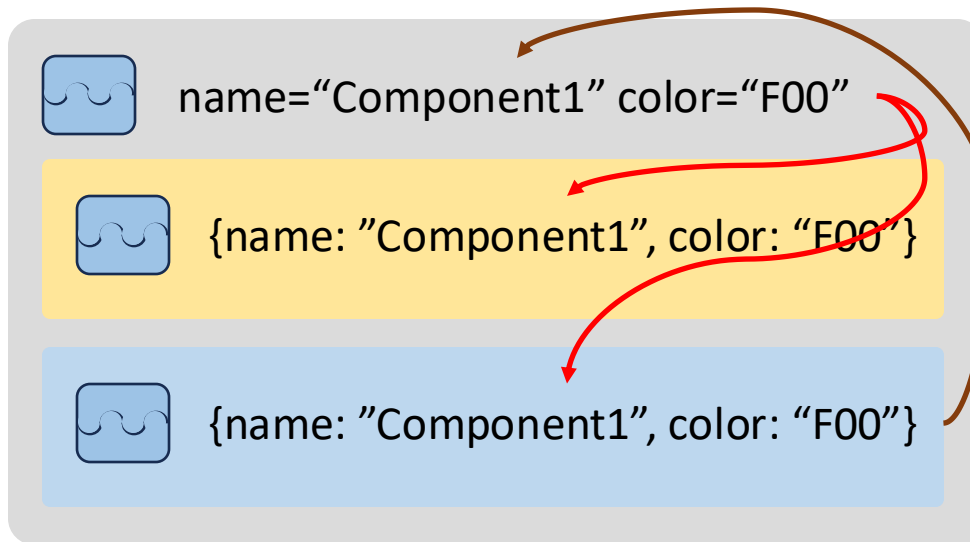 name=“Component1” color=“F00”
{name: ”Component1”, color: “F00”}
{name: ”Component1”, color: “F00”}